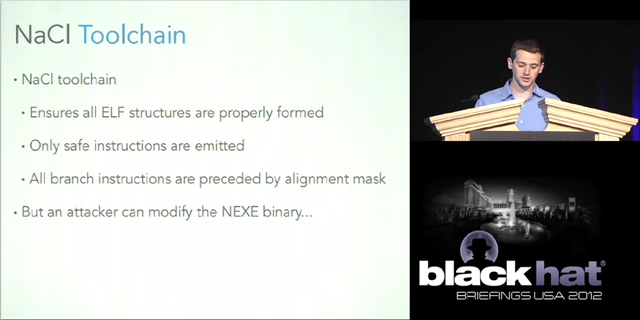 NaCl Toolchain
• NaCl toolchain
• Ensures all ELF structures are properly formed
• Only safe instructions are emitted
• All branch instructions are preceded by alignment mask
• But an attacker can modify the NEXE binary...
black hat®
BRIEFINGS USA 2012